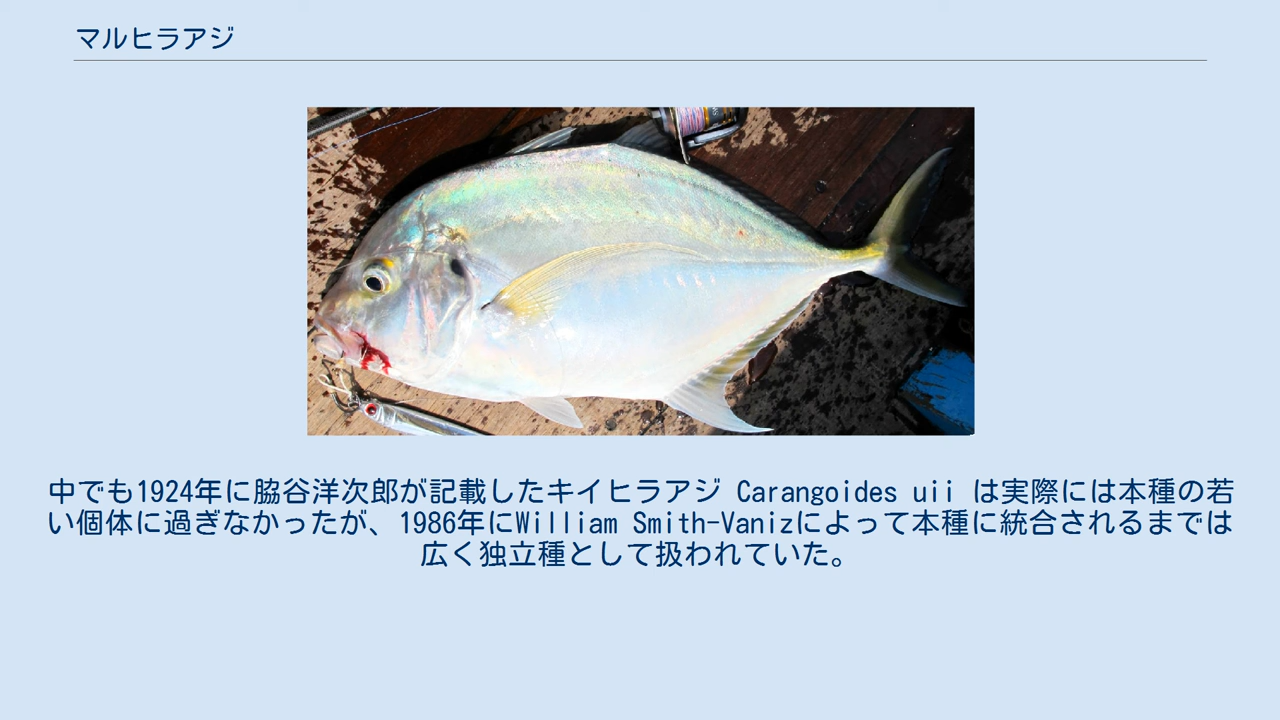 マルヒラアジ
中でも1924年に脇谷洋次郎が記載したキイヒラアジ Carangoides uii は実際には本種の若
い個体に過ぎなかったが、1986年にWilliam Smith-Vanizによって本種に統合されるまでは
広く独立種として扱われていた。